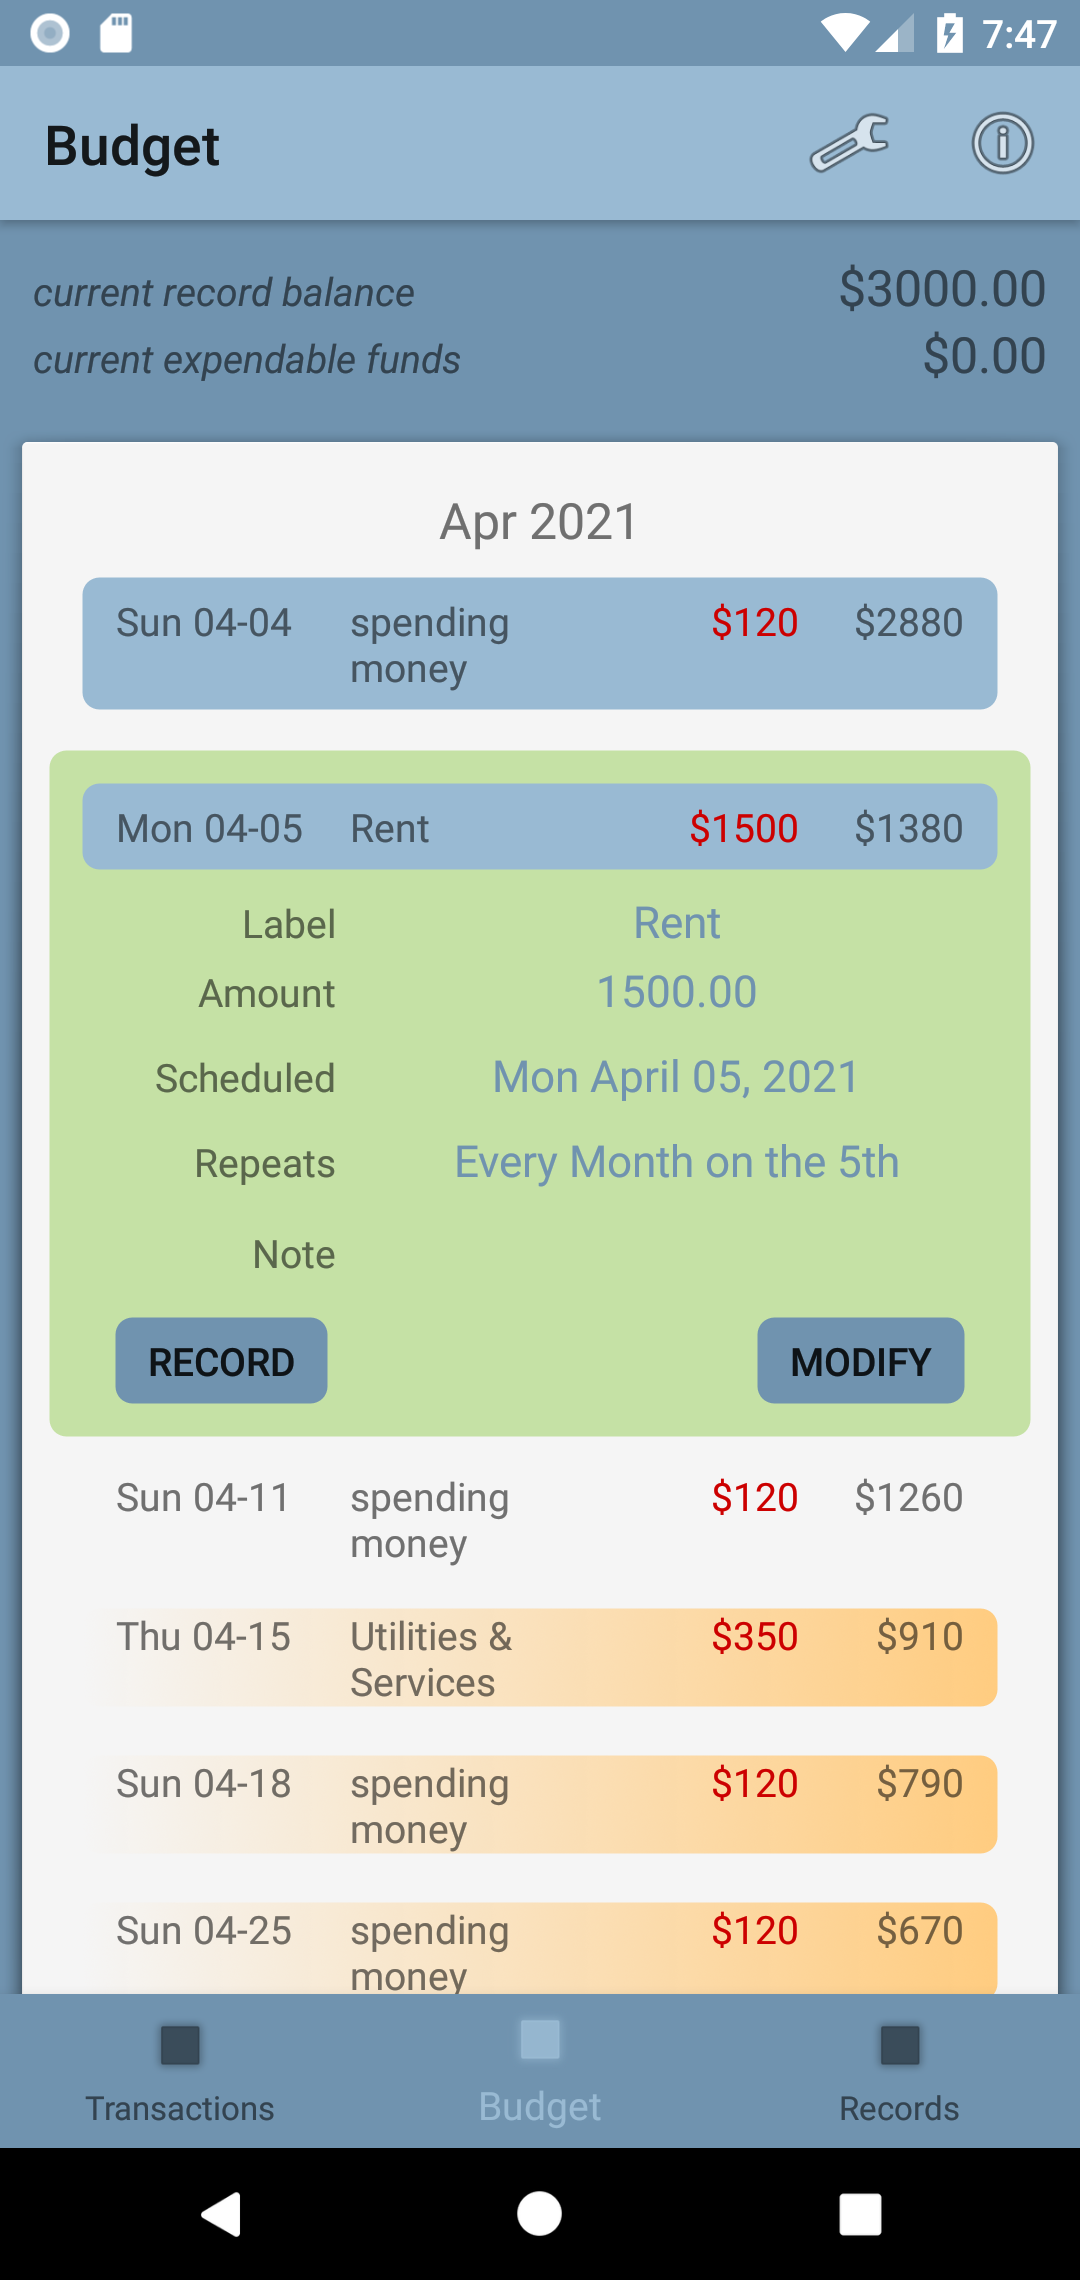 7:47
Budget
current record balance $3000.00
current expendable funds $0.00
Apr 2021
Sun 04-04 spending $120 $2880
money
Mon 04-05 Rent $1500 $1380
Label Rent
Amount 1500.00
Scheduled Mon April 05, 2021
Repeats Every Month on the 5th
Note
RECORD MODIFY
Sun 04-11 spending $120 $1260
money
Thu 04-15 Utilities & $350 $910
Services
Sun 04-18 spending $120 $790
money
Sun 04-25 spending $120 $670
money
Transactions Budget Records